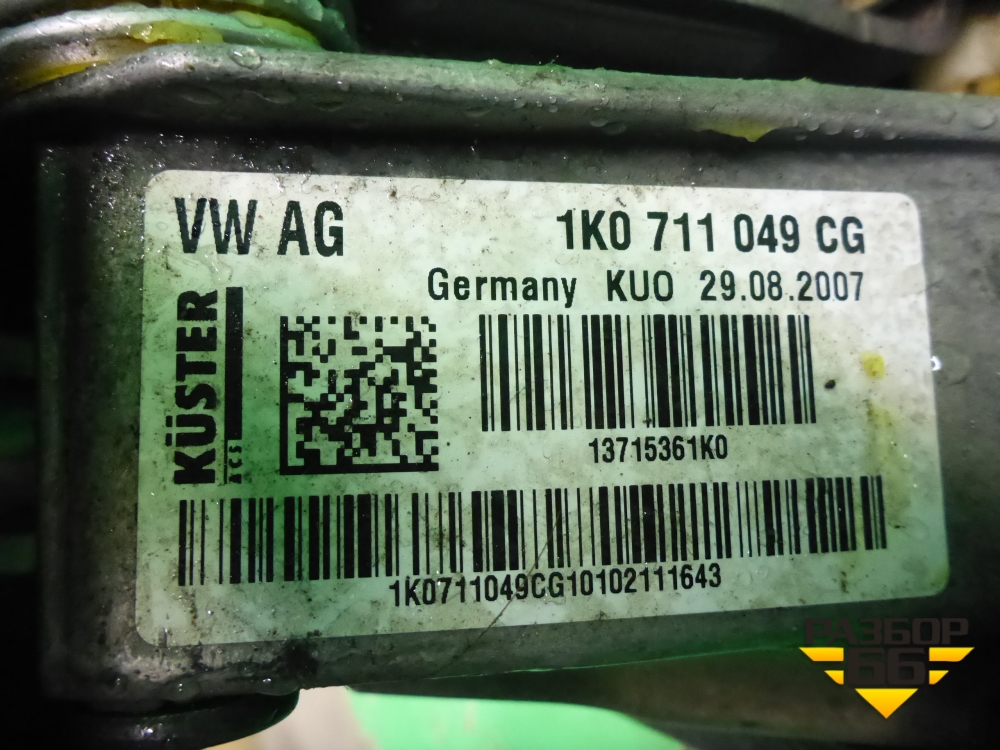 VW AG
1K0 711 049 CG
Germany KUO 29.08.2007
KÜSTER
ACS
13715361K0
1K0711049CG10102111643
РАЗБОР
66